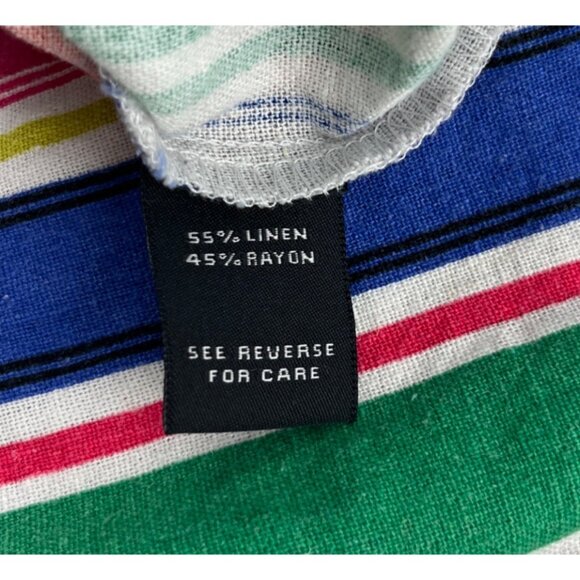 55% LINEN
45% RAYON
SEE REVERSE
FOR CARE